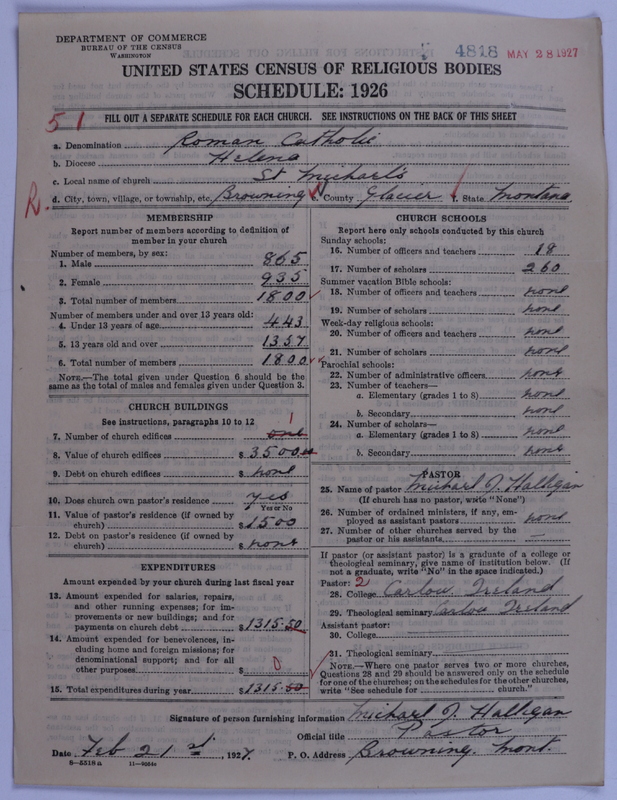 DEPARTMENT OF COMMERCE
BUREAU OF THE CENSUS
WASHINGTON
4818 MAY 28 1927
UNITED STATES CENSUS OF RELIGIOUS BODIES
SCHEDULE: 1926
51
FILL OUT A SEPARATE SCHEDULE FOR EACH CHURCH. SEE INSTRUCTIONS ON THE BACK OF THIS SHEET
a. Denomination Roman Catholic
b. Diocese Helena
c. Local name of church St Michael's
R. d. City, town, village, or township, etc. Browning e. County Glacier f. State Montana
MEMBERSHIP
Report number of members according to definition of member in your church
Number of members, by sex:
1. Male 865
2. Female 935
3. Total number of members 1800
Number of members under and over 13 years old:
4. Under 13 years of age 443
5. 13 years old and over 1357
6. Total number of members 1800
NOTE.—The total given under Question 6 should be the
same as the total of males and females given under Question 3.
CHURCH BUILDINGS
See instructions, paragraphs 10 to 12
7. Number of church edifices one 1
8. Value of church edifices $ 3500
9. Debt on church edifices $ none
10. Does church own pastor's residence yes
Yes or No
11. Value of pastor's residence (if owned by
church) $ 1500
12. Debt on pastor's residence (if owned by
church) $ none
EXPENDITURES
Amount expended by your church during last fiscal year
13. Amount expended for salaries, repairs,
and other running expenses; for im-
provements or new buildings; and for
payments on church debt $ 1315.50
14. Amount expended for benevolences, in-
cluding home and foreign missions; for
denominational support; and for all
other purposes $ 0
15. Total expenditures during year $ 1315.50
CHURCH SCHOOLS
Report here only schools conducted by this church
Sunday schools:
16. Number of officers and teachers 18
17. Number of scholars 260
Summer vacation Bible schools:
18. Number of officers and teachers none
19. Number of scholars none
Week-day religious schools:
20. Number of officers and teachers none
21. Number of scholars none
Parochial schools:
22. Number of administrative officers none
23. Number of teachers—
a. Elementary (grades 1 to 8) none
b. Secondary none
24. Number of scholars—
a. Elementary (grades 1 to 8) none
b. Secondary none
PASTOR
25. Name of pastor Michael J. Halligan
(If church has no pastor, write "None")
26. Number of ordained ministers, if any, em-
ployed as assistant pastors none
27. Number of other churches served by the
pastor or his assistants —
If pastor (or assistant pastor) is a graduate of a college or
theological seminary, give name of institution below. (If
not a graduate, write "No" in the space indicated.)
Pastor: 2
28. College Carlow Ireland
29. Theological seminary Carlow Ireland
Assistant pastor:
30. College
31. Theological seminary
NOTE.—Where one pastor serves two or more churches,
Questions 28 and 29 should be answered only on the schedule
for one of the churches; on the schedules for the other churches,
write "See schedule for church."
Signature of person furnishing information Michael J. Halligan
Official title Pastor
Date Feb 21 st, 1927. P. O. Address Browning, Mont.
8-5518a